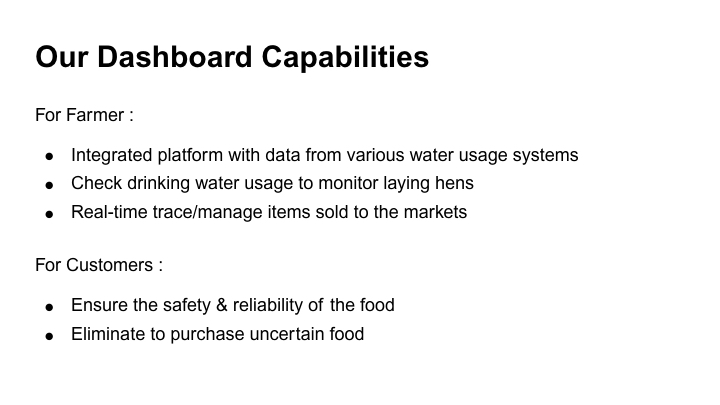 Our Dashboard Capabilities
For Farmer :
● Integrated platform with data from various water usage systems
● Check drinking water usage to monitor laying hens
● Real-time trace/manage items sold to the markets
For Customers :
● Ensure the safety & reliability of the food
● Eliminate to purchase uncertain food